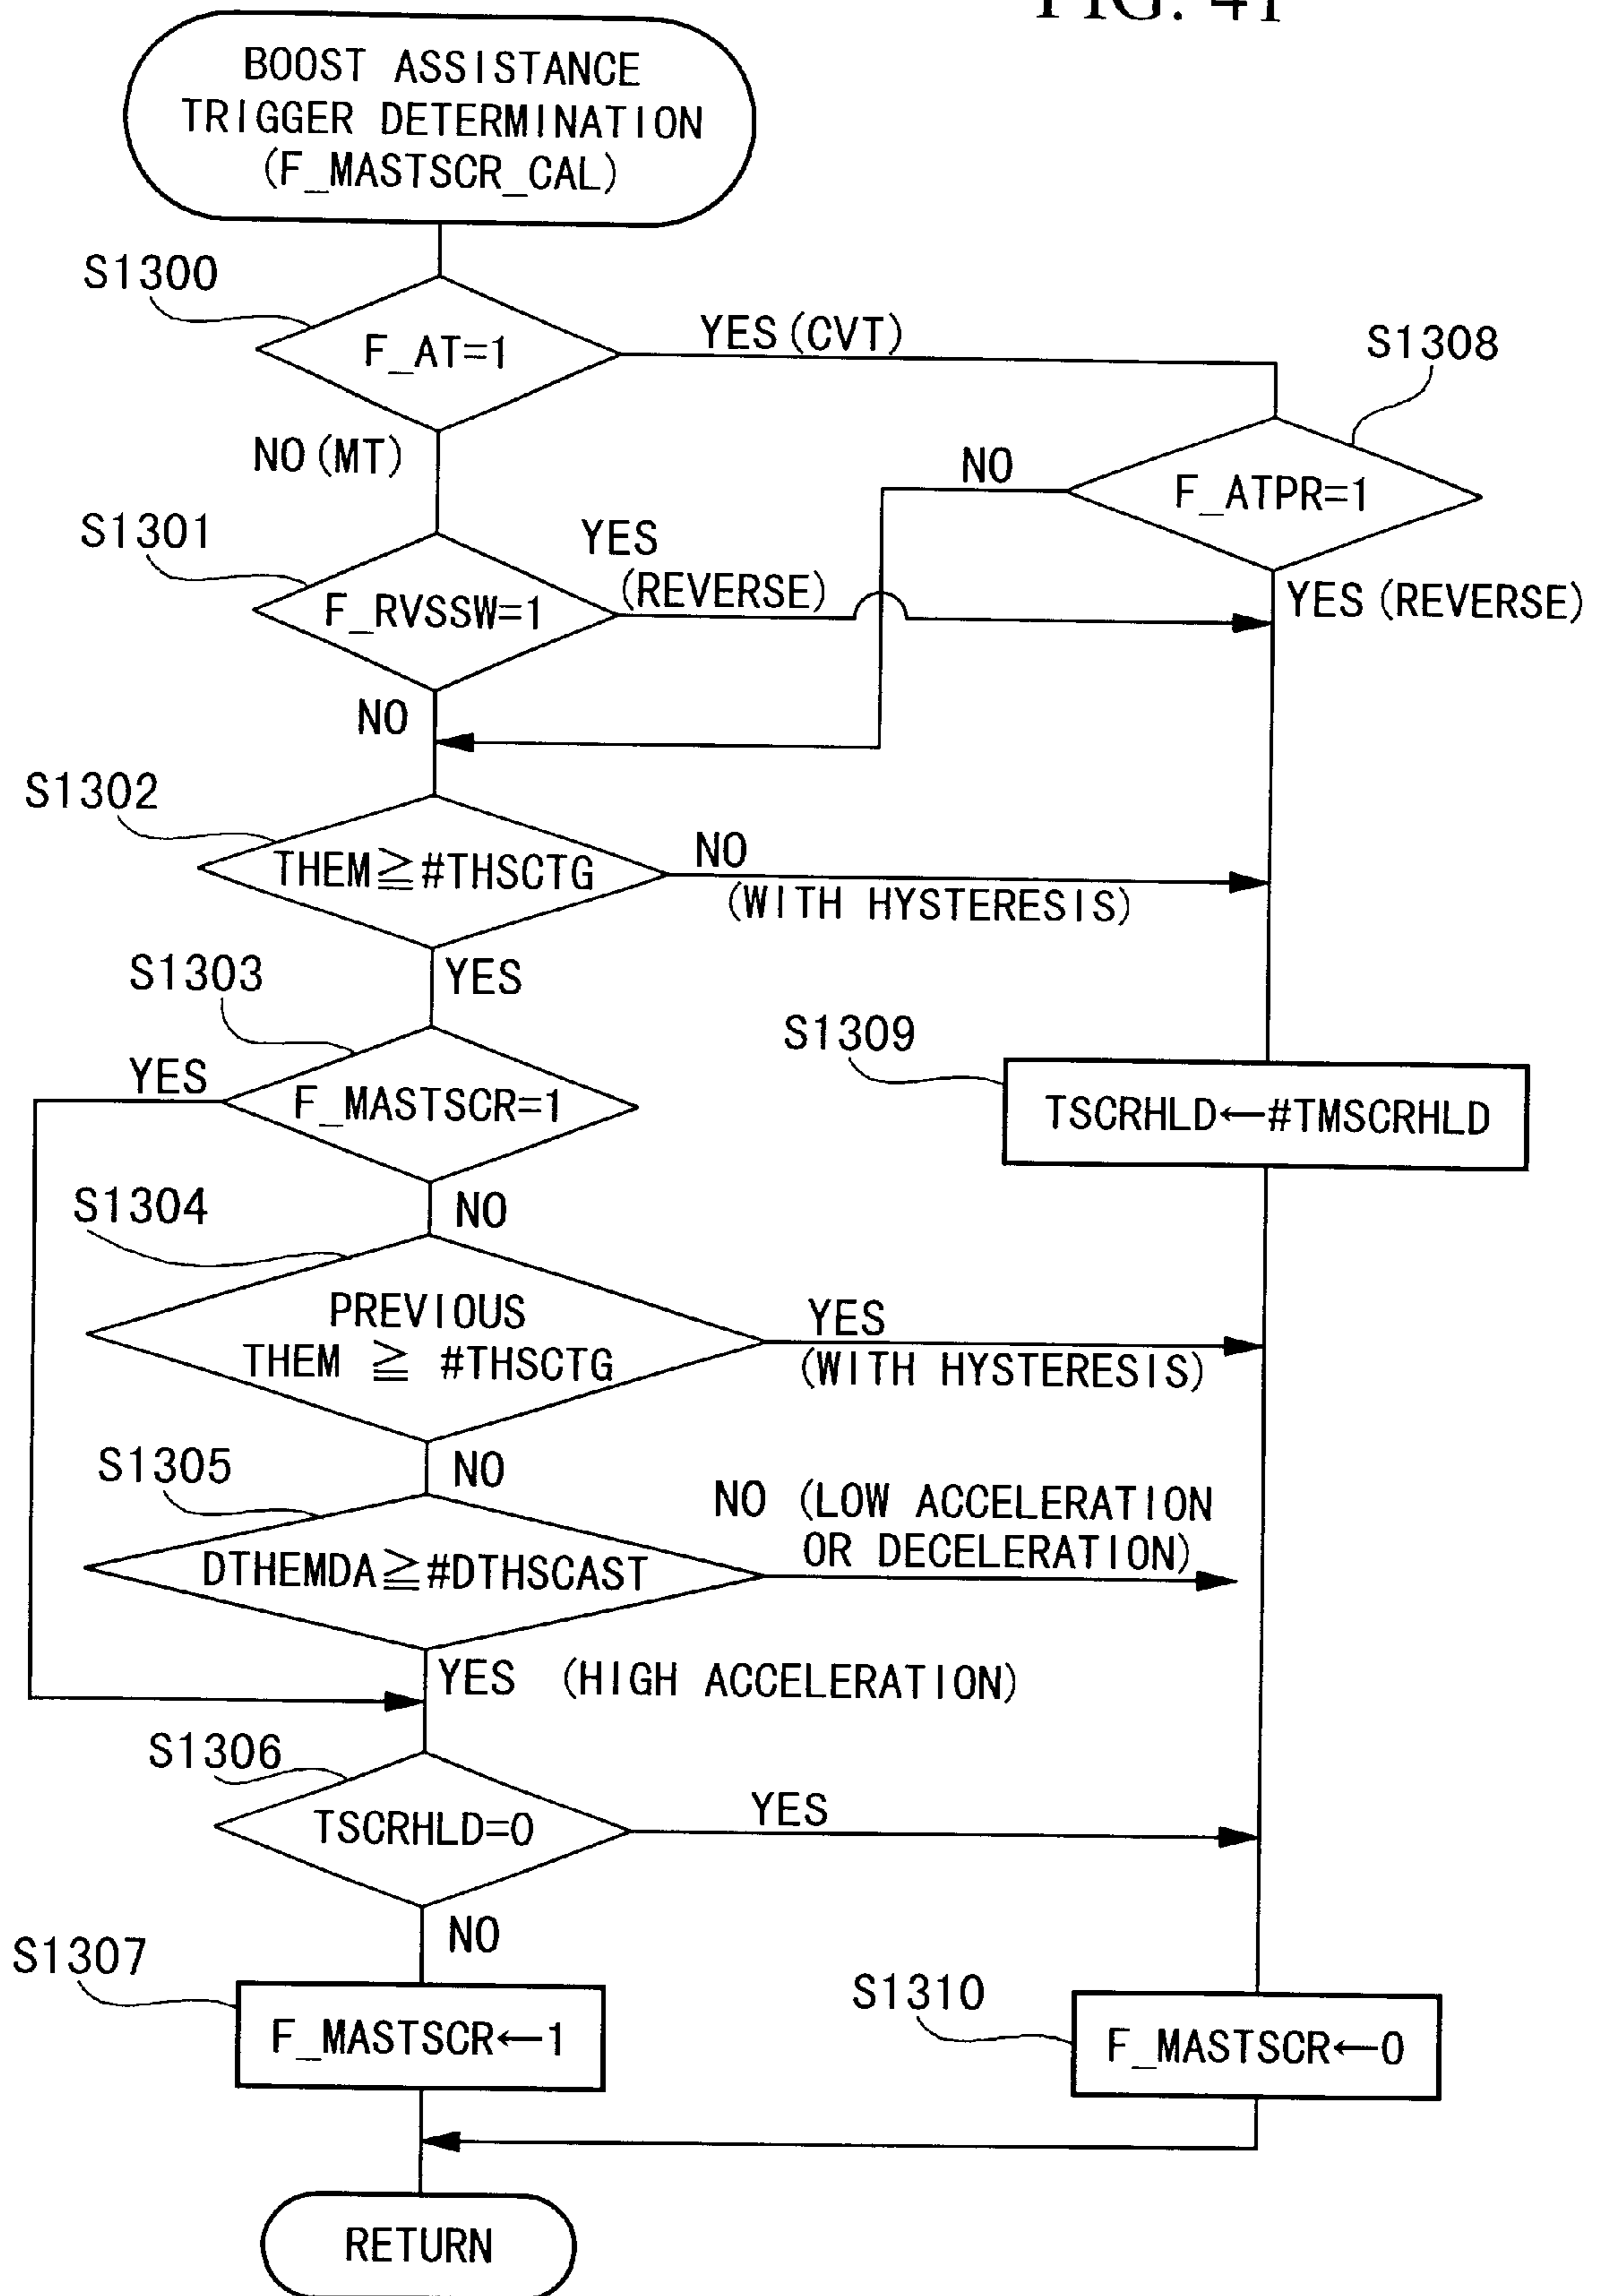 FIG. 41
BOOST ASSISTANCE
TRIGGER DETERMINATION
(F_MASTSCR_CAL)
S1300
F_AT=1
YES (CVT)
NO (MT)
S1308
F_ATPR=1
NO
YES (REVERSE)
S1301
F_RVSSW=1
YES
(REVERSE)
NO
S1302
THEM≧#THSCTG
NO
(WITH HYSTERESIS)
YES
S1303
F_MASTSCR=1
YES
NO
S1309
TSCRHLD←#TMSCRHLD
S1304
PREVIOUS
THEM ≧ #THSCTG
YES
(WITH HYSTERESIS)
NO
S1305
DTHEMDA≧#DTHSCAST
NO (LOW ACCELERATION
OR DECELERATION)
YES (HIGH ACCELERATION)
S1306
TSCRHLD=0
YES
NO
S1307
F_MASTSCR←1
S1310
F_MASTSCR←0
RETURN